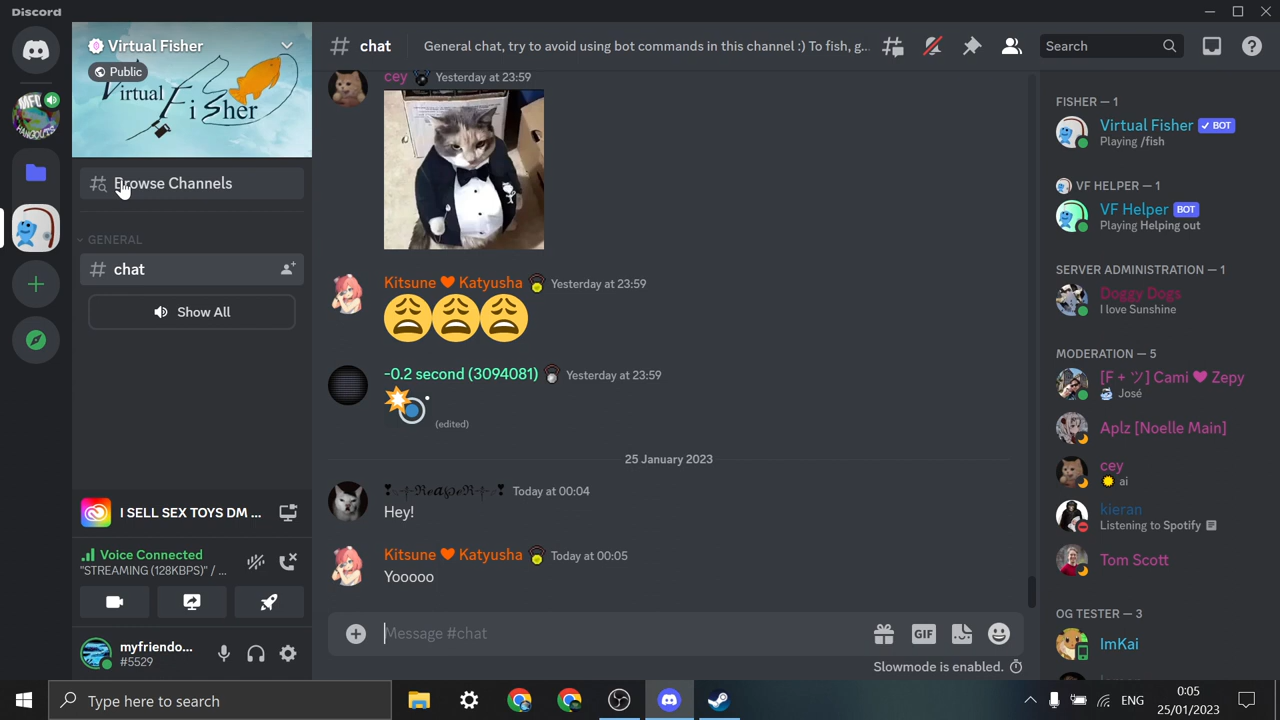 Discord
Virtual Fisher
Public
Virtual Fisher
Browse Channels
GENERAL
chat
Show All
I SELL SEX TOYS DM ...
Voice Connected
"STREAMING (128KBPS)" / ...
myfriendo...
#5529
chat
General chat, try to avoid using bot commands in this channel :) To fish, g...
Search
cey Yesterday at 23:59
Kitsune ♥ Katyusha Yesterday at 23:59
😩😩😩
-0.2 second (3094081) Yesterday at 23:59
(edited)
25 January 2023
Today at 00:04
Hey!
Kitsune ♥ Katyusha Today at 00:05
Yooooo
Message #chat
GIF
Slowmode is enabled.
FISHER — 1
Virtual Fisher ✓ BOT
Playing /fish
VF HELPER — 1
VF Helper BOT
Playing Helping out
SERVER ADMINISTRATION — 1
Doggy Dogs
I love Sunshine
MODERATION — 5
[F + ツ] Cami ♥ Zepy
José
Aplz [Noelle Main]
cey
ai
kieran
Listening to Spotify
Tom Scott
OG TESTER — 3
ImKai
Type here to search
ENG
0:05
25/01/2023